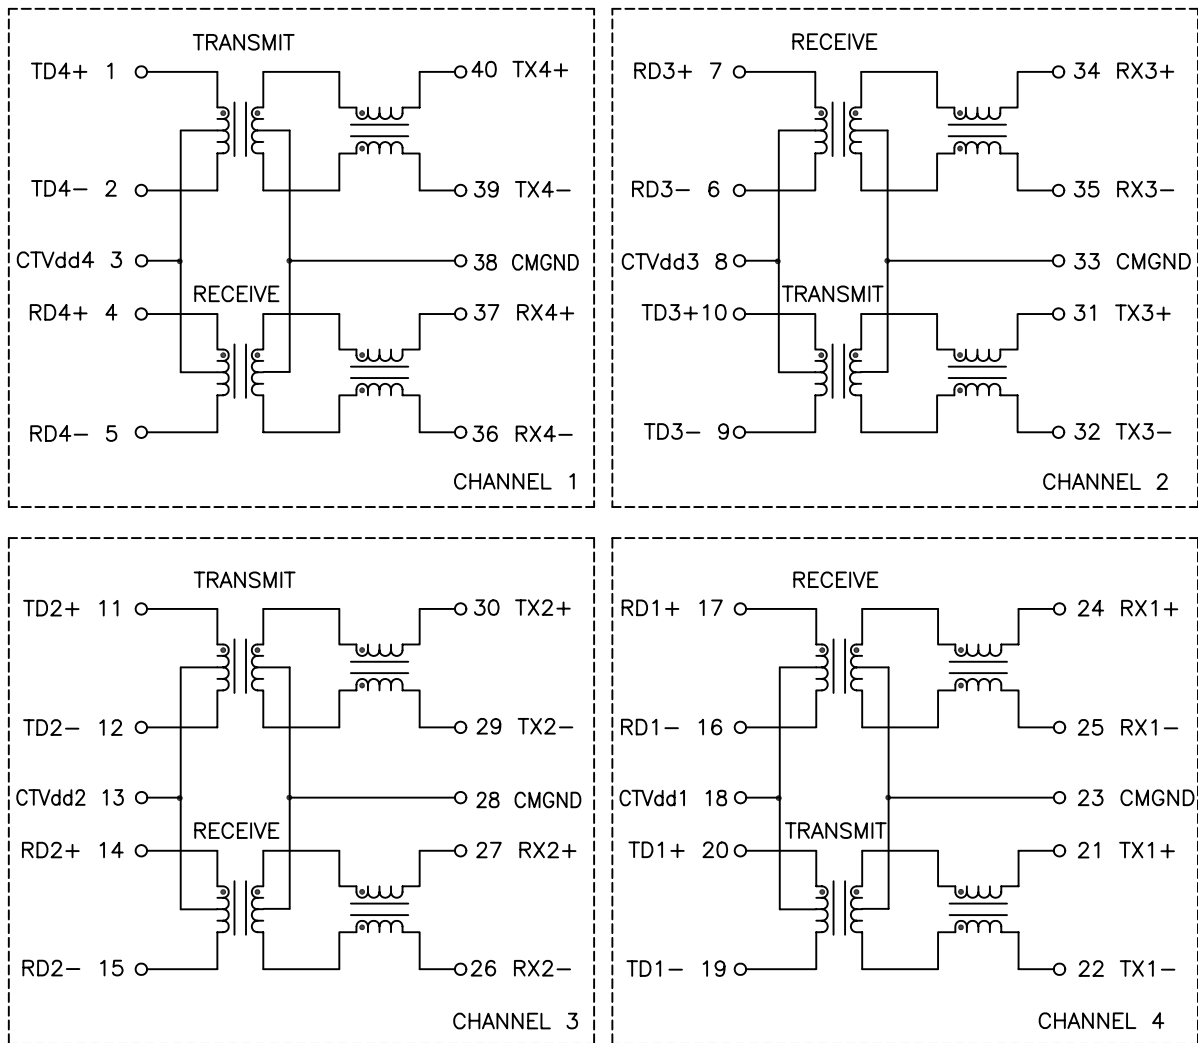 TRANSMIT
TD4+ 1
40 TX4+
TD4- 2
39 TX4-
CTVdd4 3
38 CMGND
RECEIVE
RD4+ 4
37 RX4+
RD4- 5
36 RX4-
CHANNEL 1
RECEIVE
RD3+ 7
34 RX3+
RD3- 6
35 RX3-
CTVdd3 8
33 CMGND
TRANSMIT
TD3+ 10
31 TX3+
TD3- 9
32 TX3-
CHANNEL 2
TRANSMIT
TD2+ 11
30 TX2+
TD2- 12
29 TX2-
CTVdd2 13
28 CMGND
RECEIVE
RD2+ 14
27 RX2+
RD2- 15
26 RX2-
CHANNEL 3
RECEIVE
RD1+ 17
24 RX1+
RD1- 16
25 RX1-
CTVdd1 18
23 CMGND
TRANSMIT
TD1+ 20
21 TX1+
TD1- 19
22 TX1-
CHANNEL 4